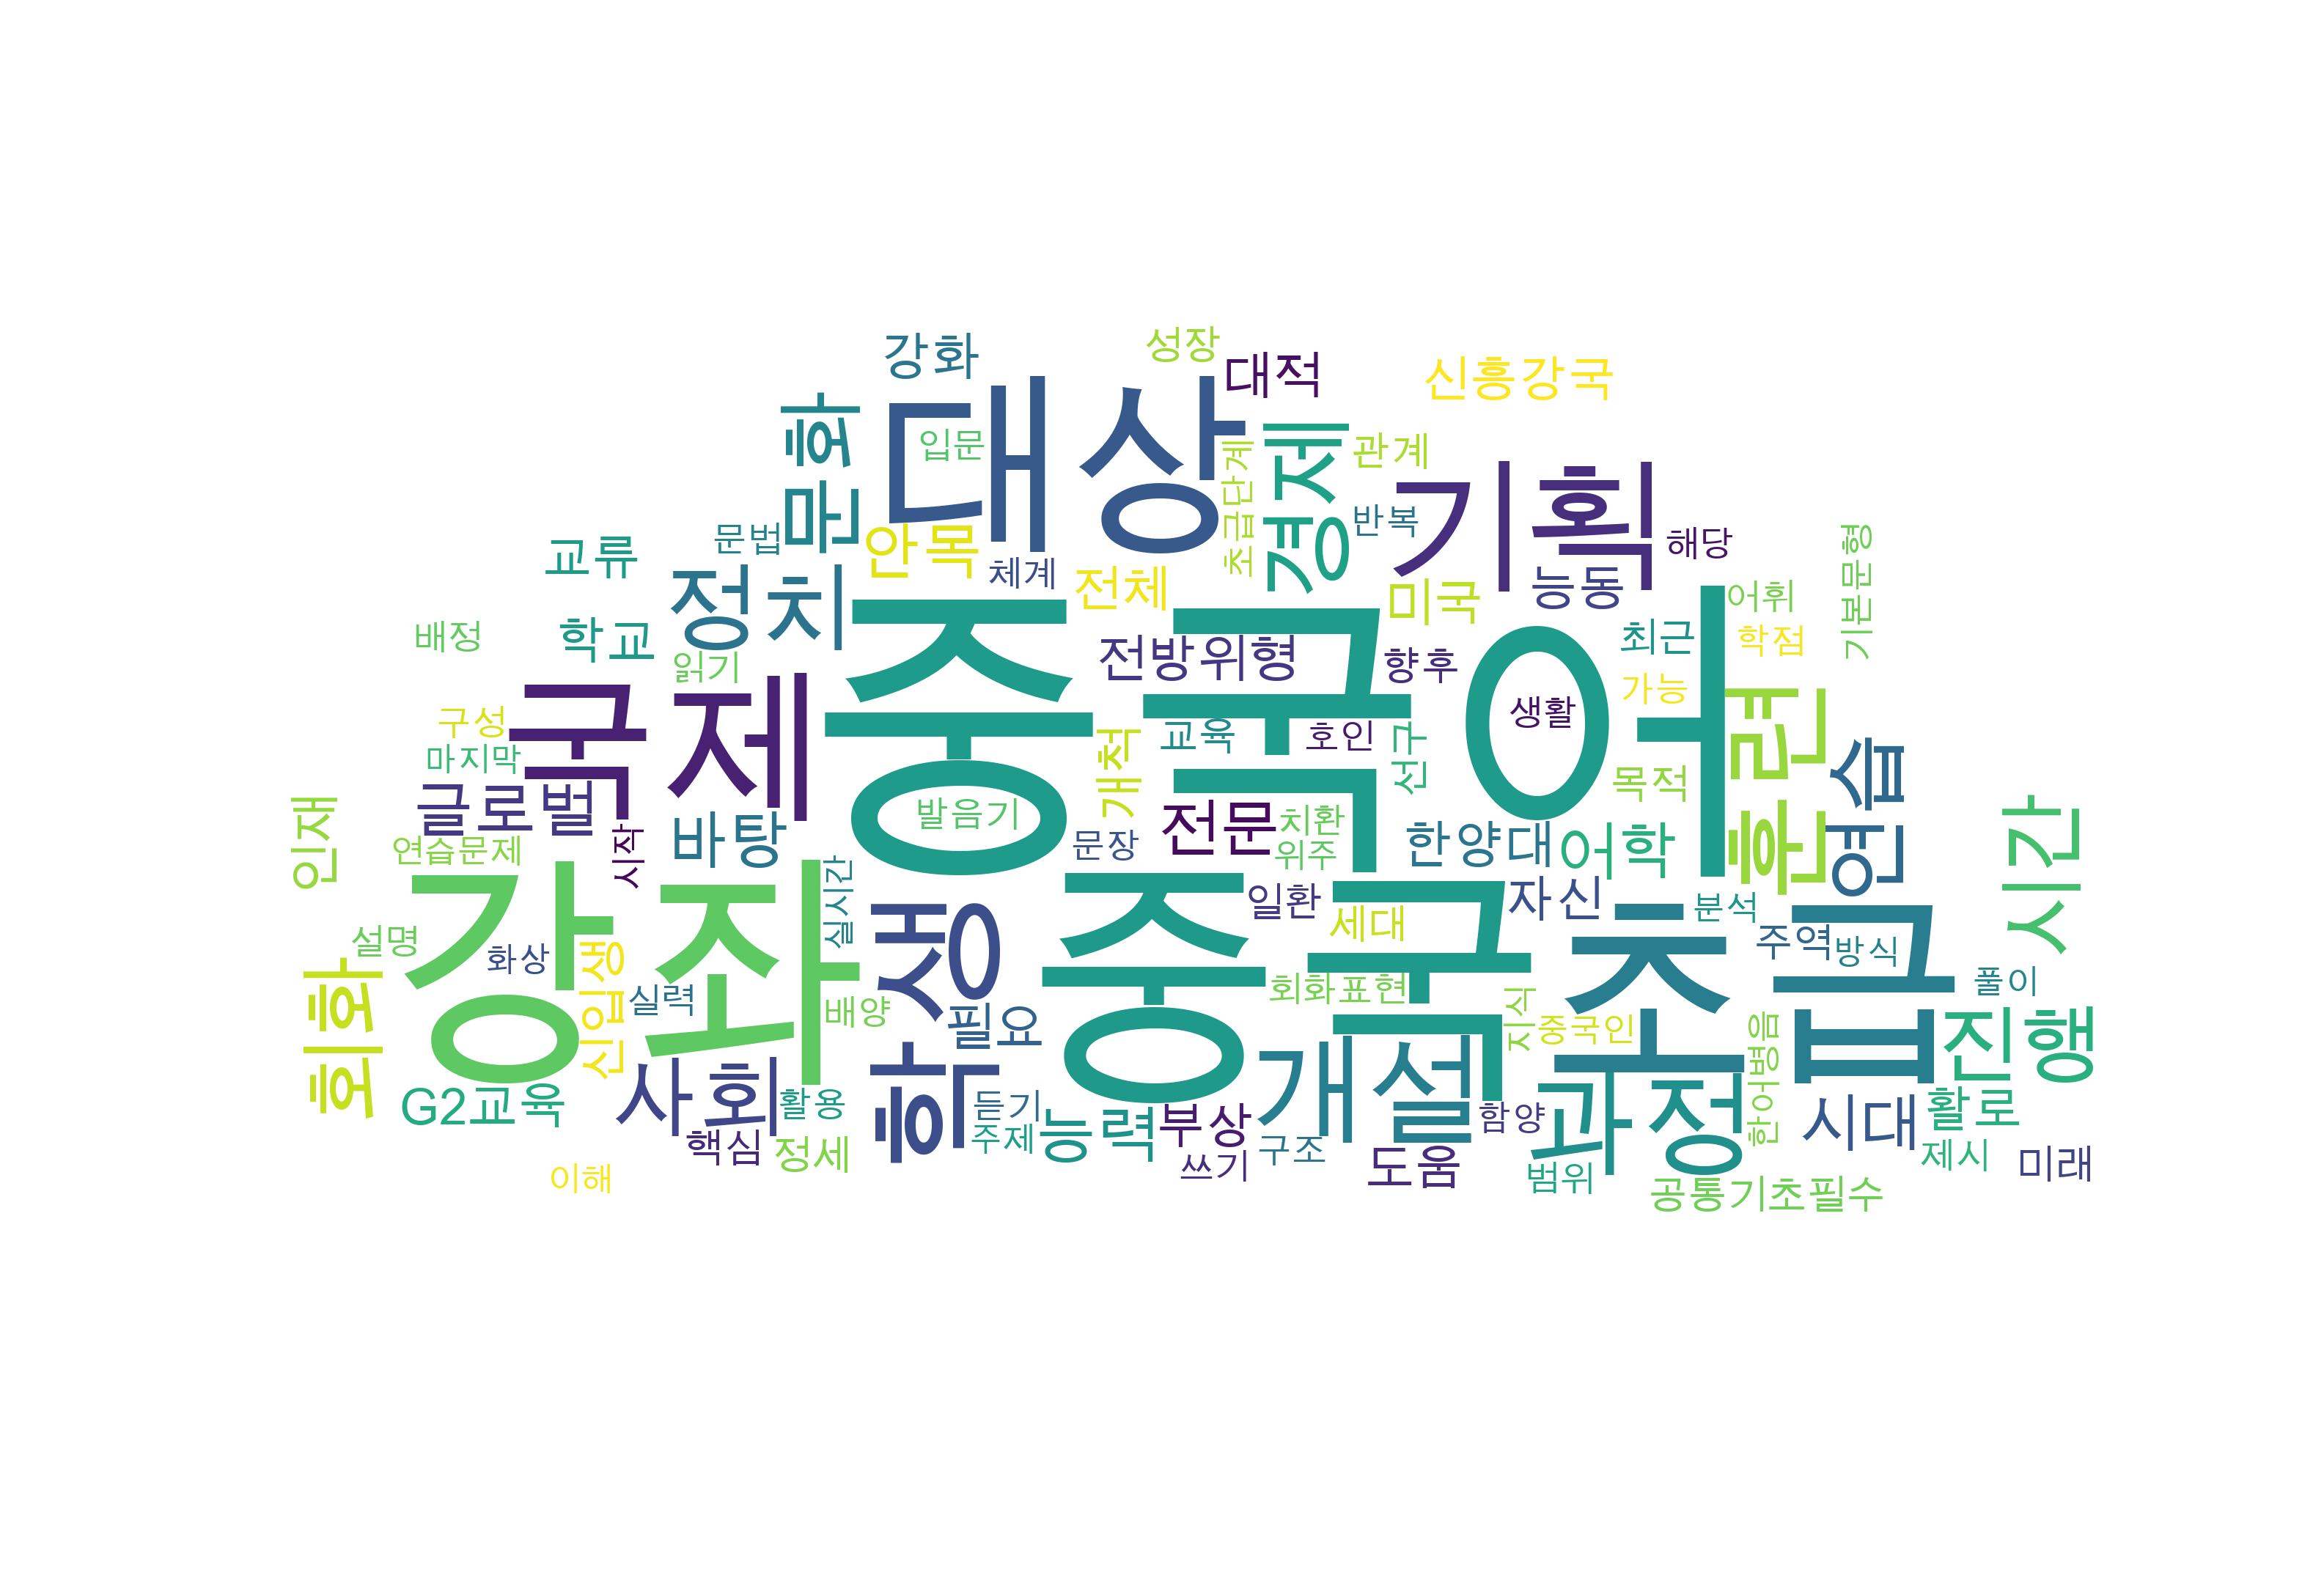 강화
성장
대적
신흥강국
문화
대상
입문
초급단계
경제
관계
기획
반복
해당
기본문형
교류
문법
안목
체계
전체
미국
능동
어휘
배정
학교
정치
읽기
중국어
전방위형
향후
최근
학점
가능
생활
구성
마지막
국제
개척
교육
호인
선구
목적
훈련
연습
인재
글로벌
연습문제
시작
바탕
발음기
문장
전문
치환
위주
한양대
어학
시간
강좌
실시간
학생
중국
일환
세대
자신
초급
분석
주역
방식
설명
화상
신입생
실력
배양
필요
회화표현
지식
중국인
한어병음
풀이
진행
회화
G2교육
사회
활용
듣기
주제
능력
부상
개설
함양
과정
시대
활로
핵심
정세
쓰기
구조
도움
범위
제시
미래
이해
공통기초필수